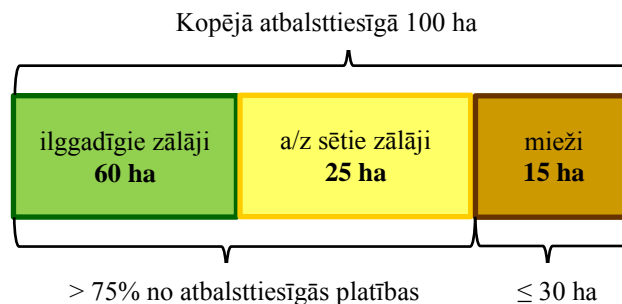 Kopējā atbalsttiesīgā 100 ha
ilggadīgie zālāji
60 ha
a/z sētie zālāji
25 ha
mieži
15 ha
> 75% no atbalsttiesīgās platības
≤ 30 ha